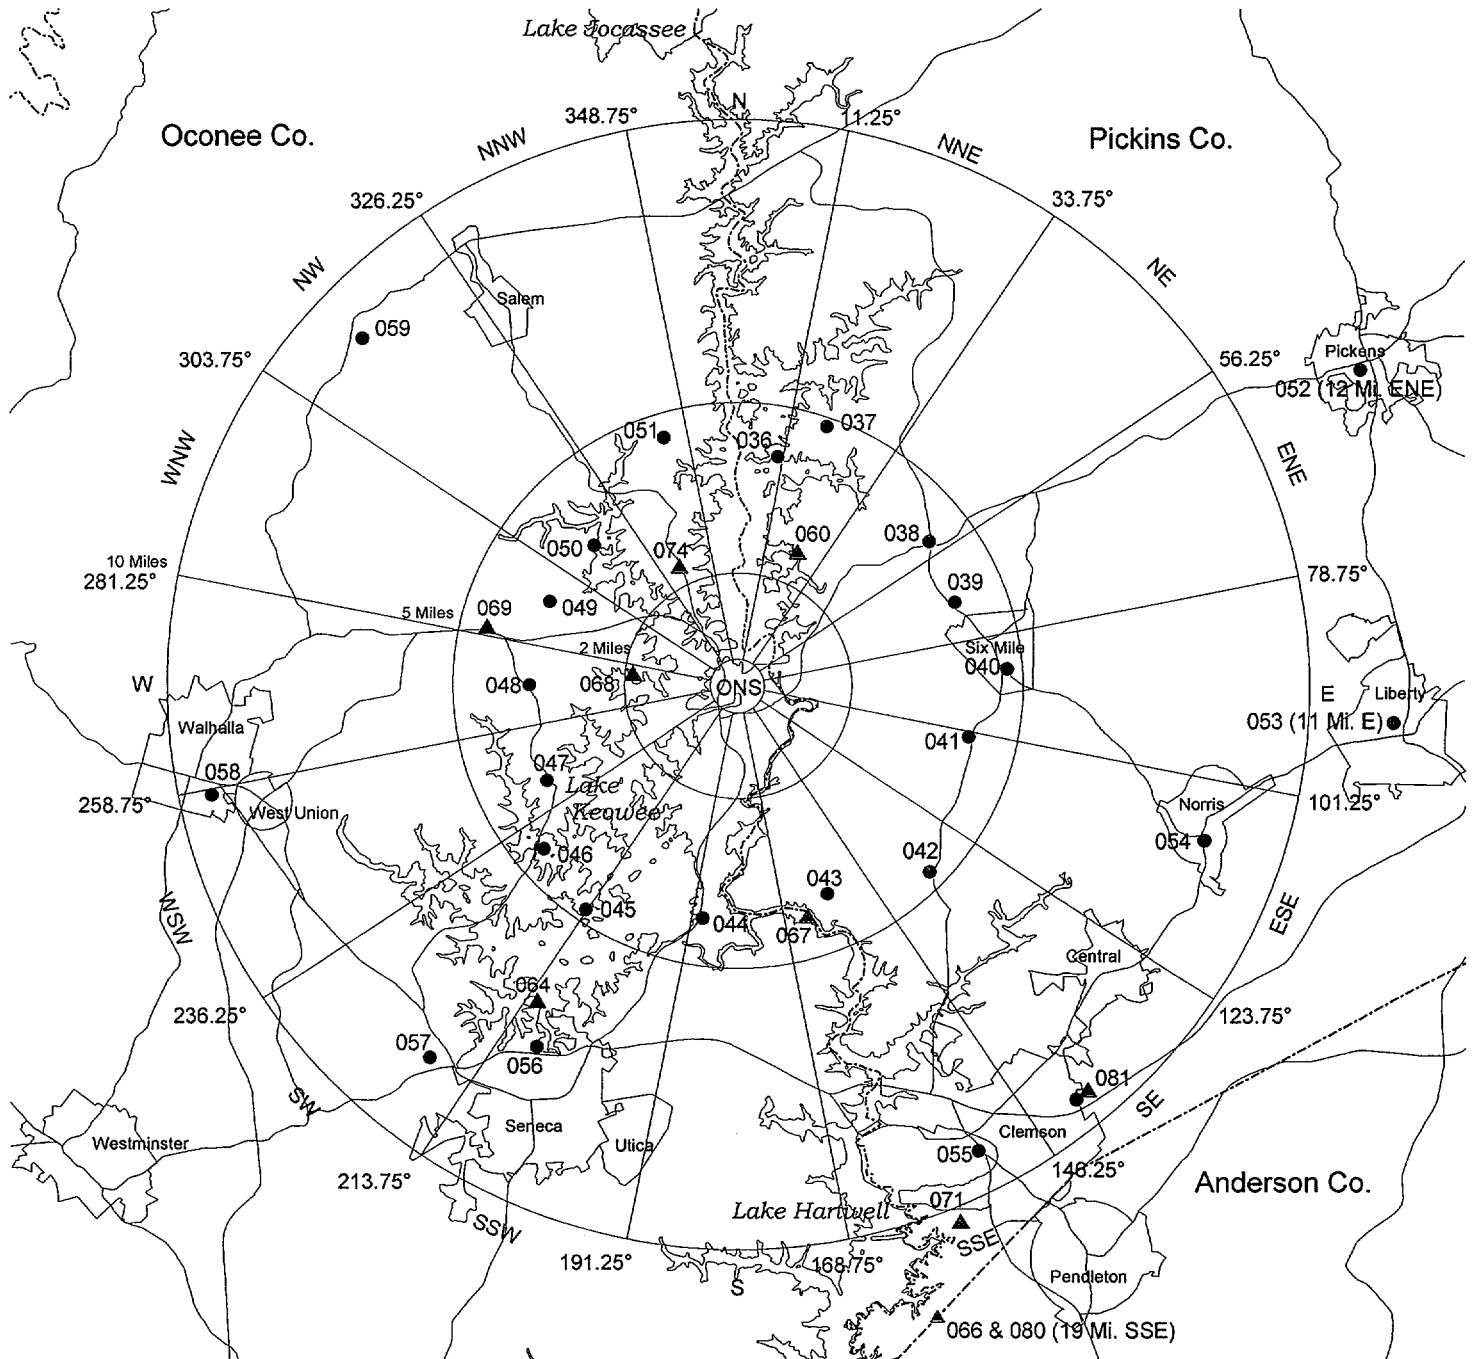 Lake Jocassee
N
348.75°
11.25°
Oconee Co.
NNW
NNE
Pickins Co.
326.25°
33.75°
NW
NE
Salem
059
303.75°
56.25°
Pickens
052 (12 Mi. ENE)
WNW
ENE
051
036
037
038
050
074
060
10 Miles
281.25°
78.75°
039
069
049
5 Miles
2 Miles
Six Mile
040
068
048
ONS
W
E
Liberty
053 (11 Mi. E)
Walhalla
041
058
047
Lake
Keowee
258.75°
West Union
101.25°
Norris
054
046
042
043
045
044
067
WSW
ESE
Central
064
236.25°
123.75°
057
056
081
SW
SE
Seneca
Utica
Clemson
Westminster
055
146.25°
213.75°
Anderson Co.
071
Lake Hartwell
SSW
SSE
191.25°
168.75°
S
Pendleton
066 & 080 (19 Mi. SSE)